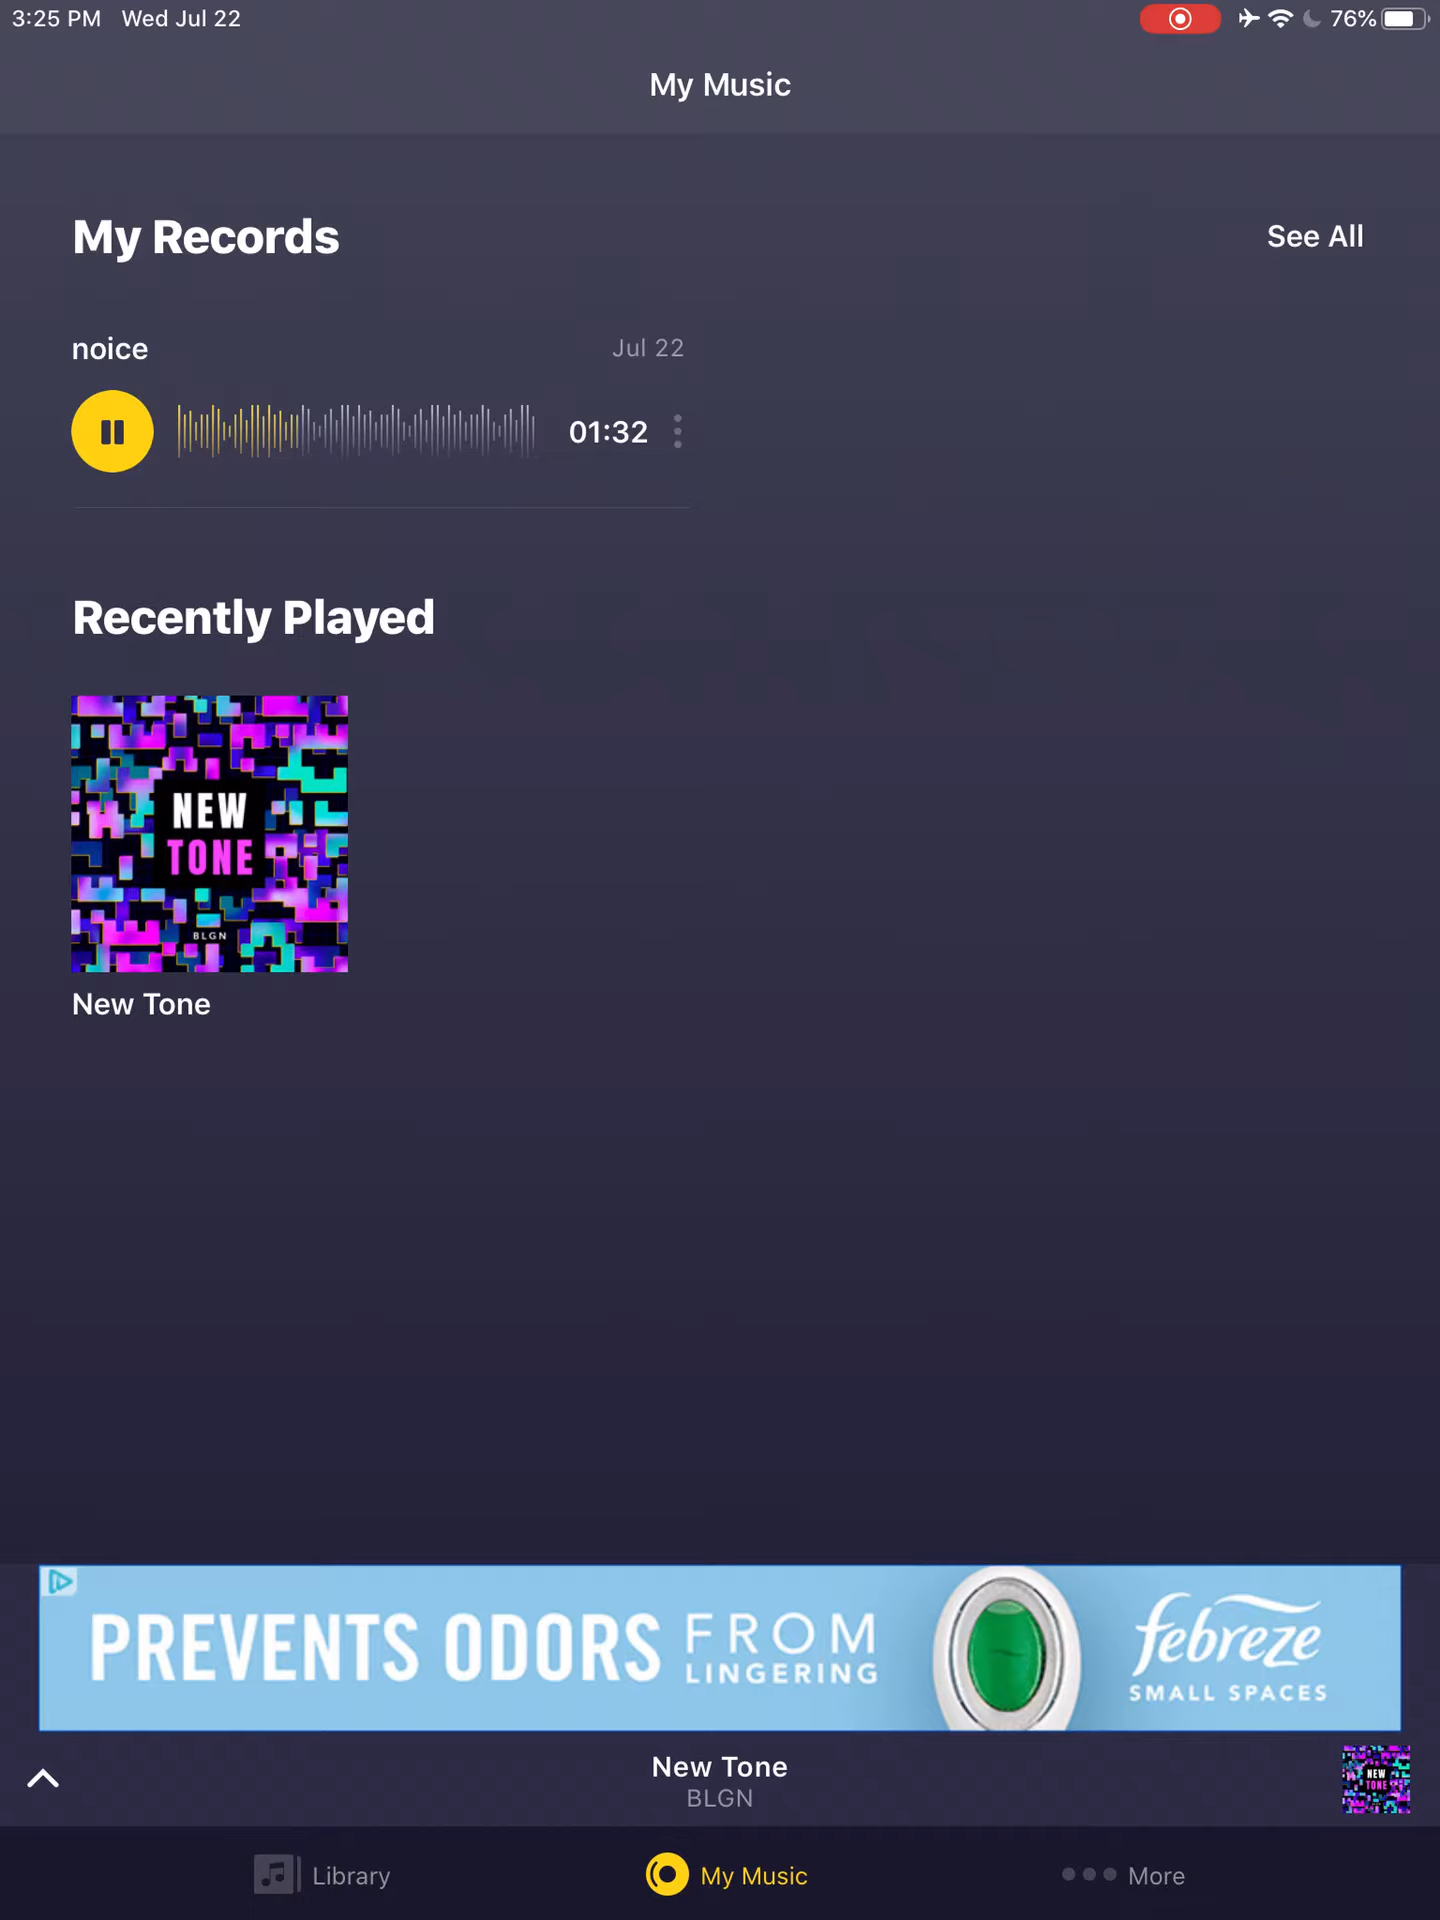 3:25 PM Wed Jul 22
76%
My Music
My Records
See All
noice
Jul 22
01:32
Recently Played
NEW
TONE
BLGN
New Tone
PREVENTS ODORS FROM LINGERING
febreze
SMALL SPACES
New Tone
BLGN
NEW
TONE
Library
My Music
More